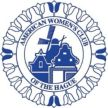 AMERICAN WOMEN'S CLUB
OF THE HAGUE